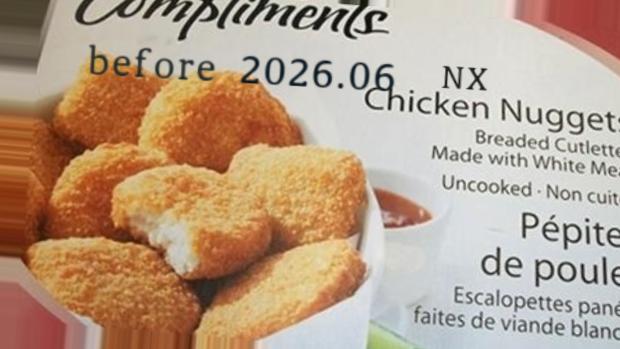 Compliments
before 2026.06 NX
Chicken Nuggets
Breaded Cutlette
Made with White Mea
Uncooked · Non cuit
Pépite
de poule
Escalopettes pané
faites de viande blanc